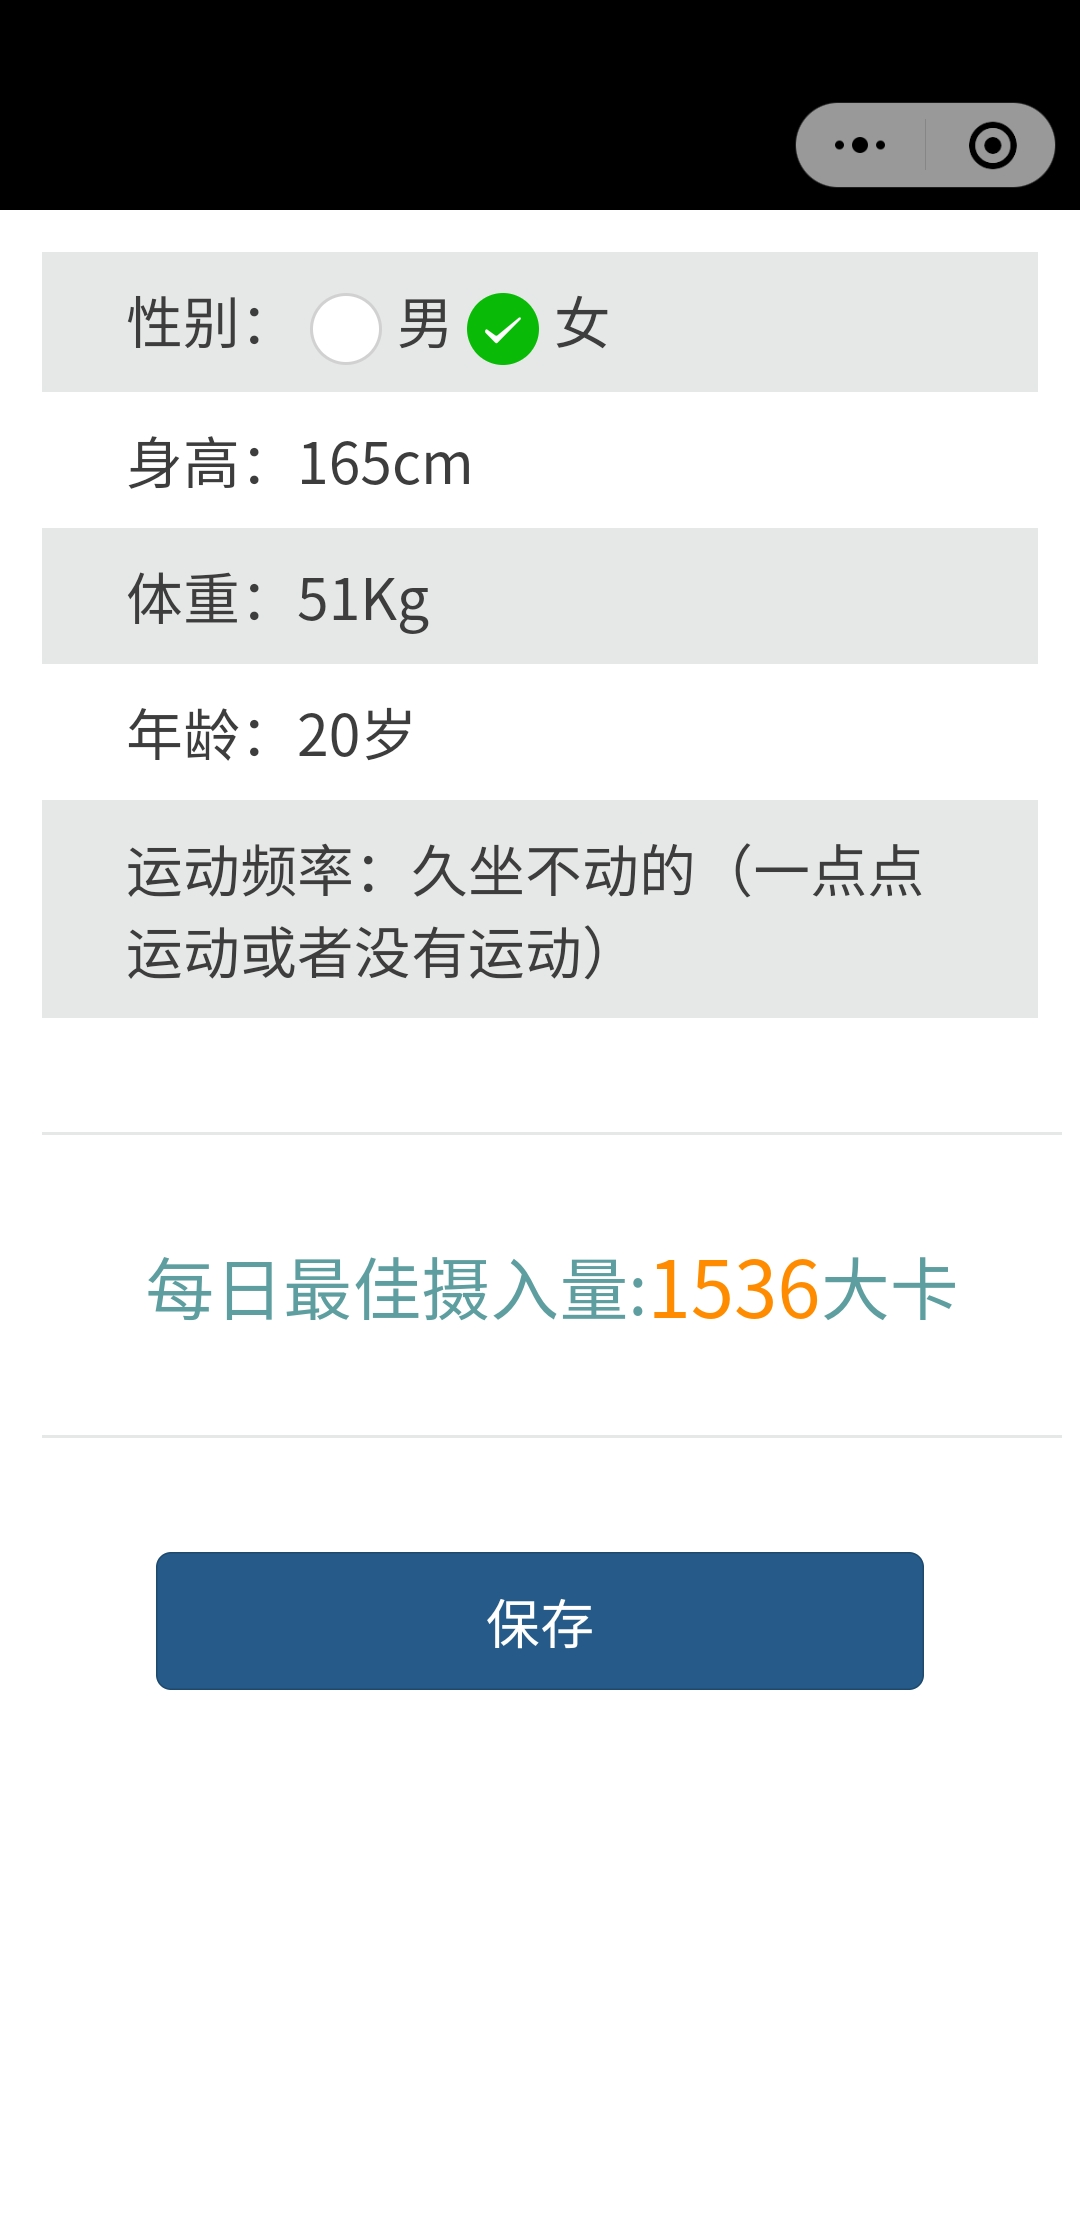 性别： 男 女
身高：165cm
体重：51Kg
年龄：20岁
运动频率：久坐不动的（一点点
运动或者没有运动）
每日最佳摄入量:1536大卡
保存